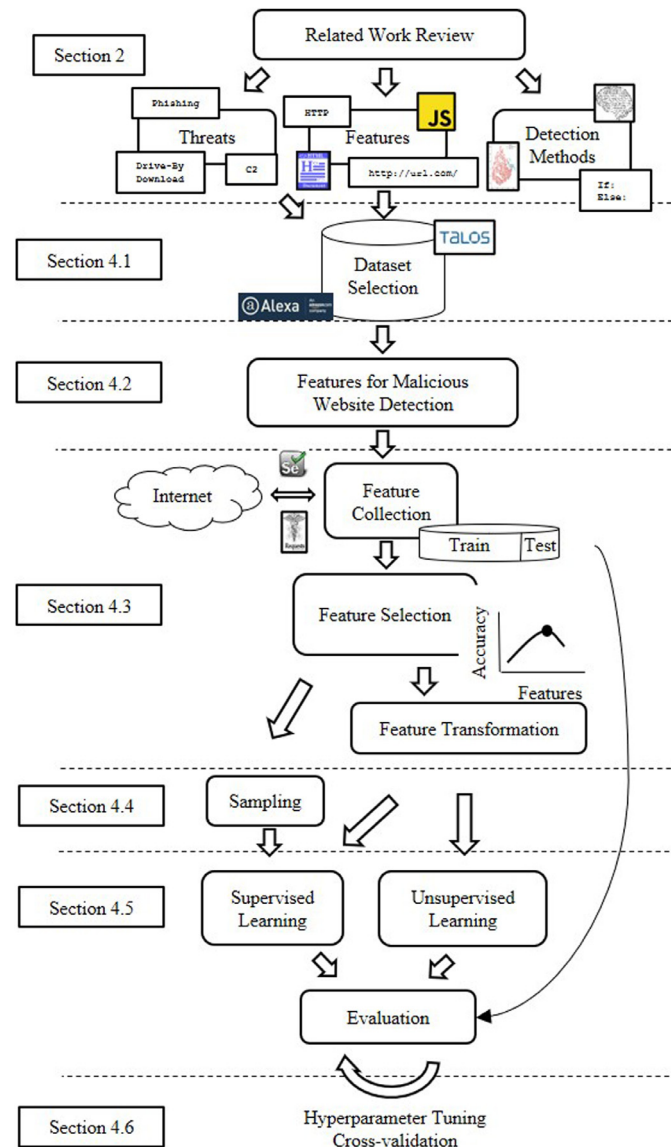 Related Work Review
Section 2
Phishing
Threats
Drive-By
Download
C2
HTTP
JS
Features
http://url.com/
Detection
Methods
If:
Else:
Section 4.1
TALOS
Dataset
Selection
Alexa
Section 4.2
Features for Malicious
Website Detection
Internet
Se
Requests
Feature
Collection
Train
Test
Section 4.3
Feature Selection
Accuracy
Features
Feature Transformation
Section 4.4
Sampling
Section 4.5
Supervised
Learning
Unsupervised
Learning
Evaluation
Section 4.6
Hyperparameter Tuning
Cross-validation